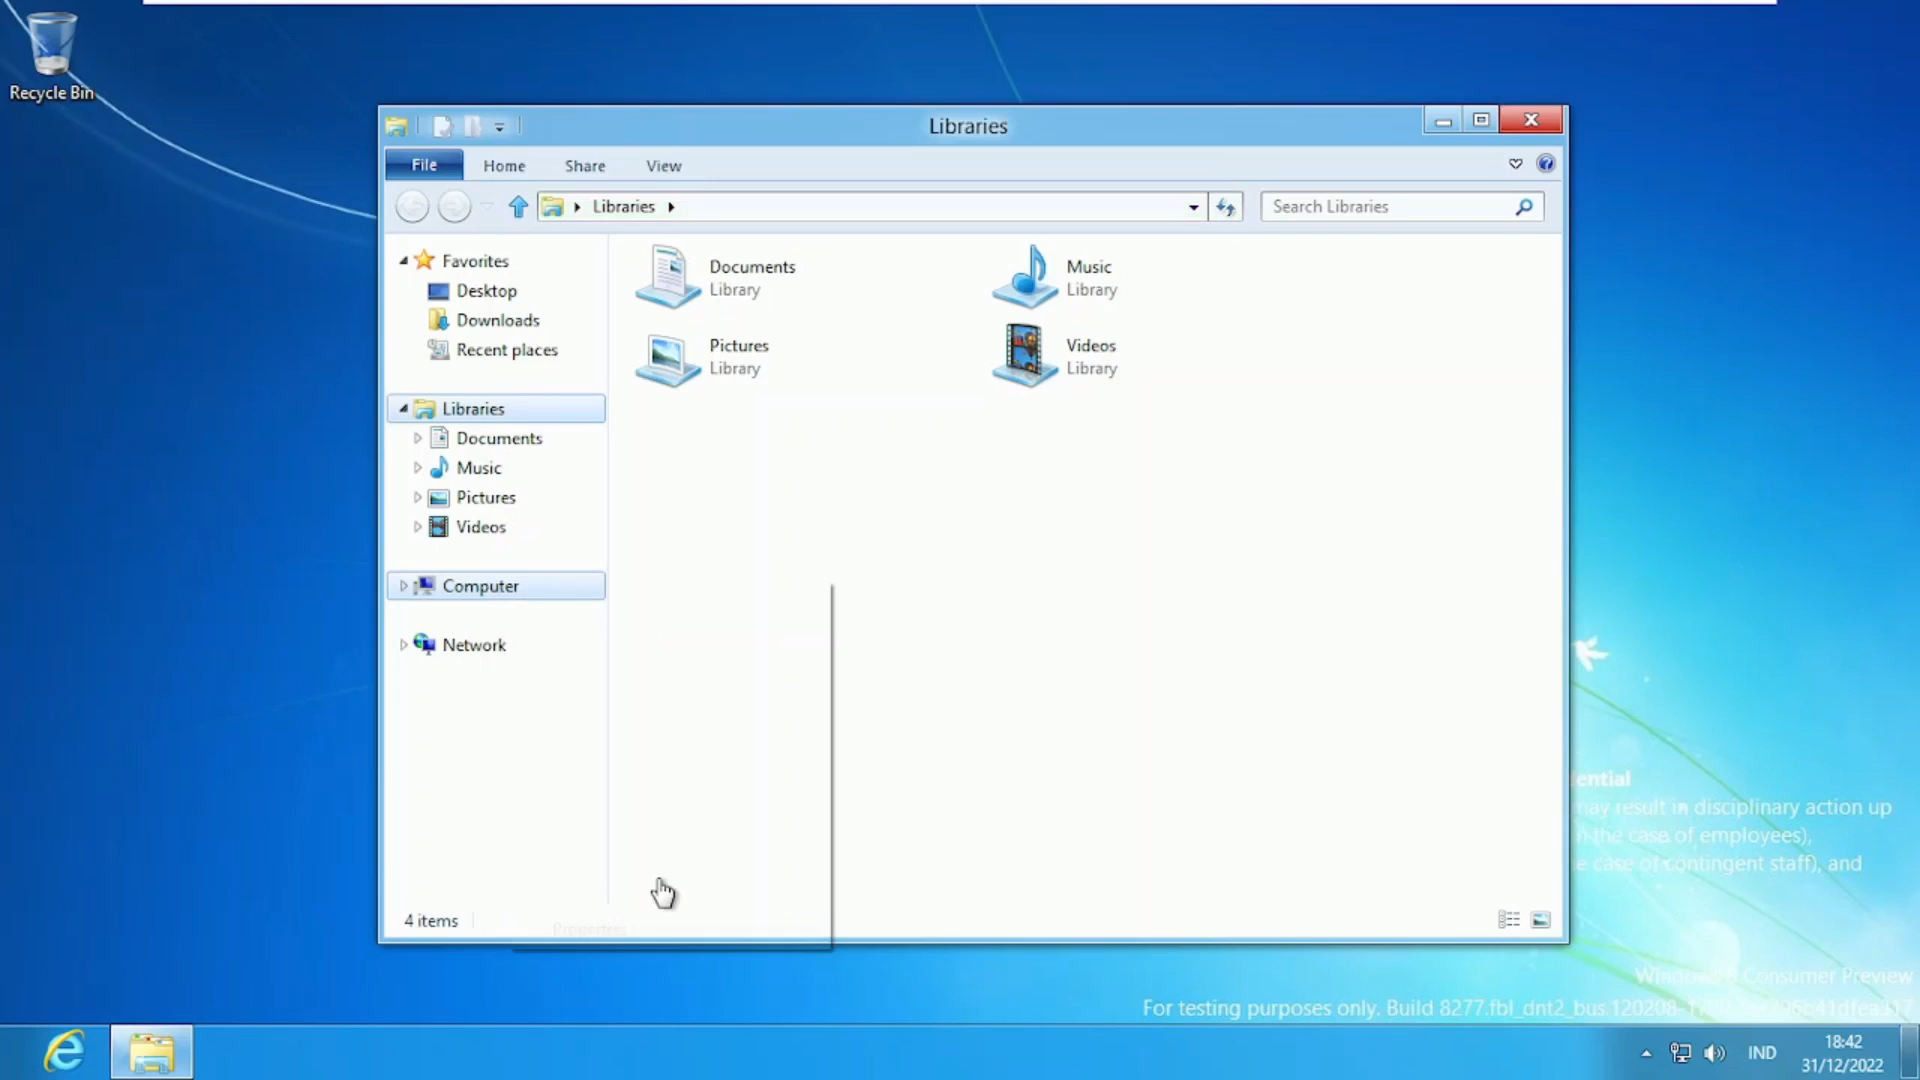 Recycle Bin
Libraries
File
Home
Share
View
Libraries
Search Libraries
Favorites
Desktop
Downloads
Recent places
Libraries
Documents
Music
Pictures
Videos
Computer
Network
Documents
Library
Music
Library
Pictures
Library
Videos
Library
4 items
Properties
ential
may result in disciplinary action up
n the case of employees),
e case of contingent staff), and
Consumer Preview
For testing purposes only. Build 8277.fbl_dnt2_bus.120208-
IND
18:42
31/12/2022